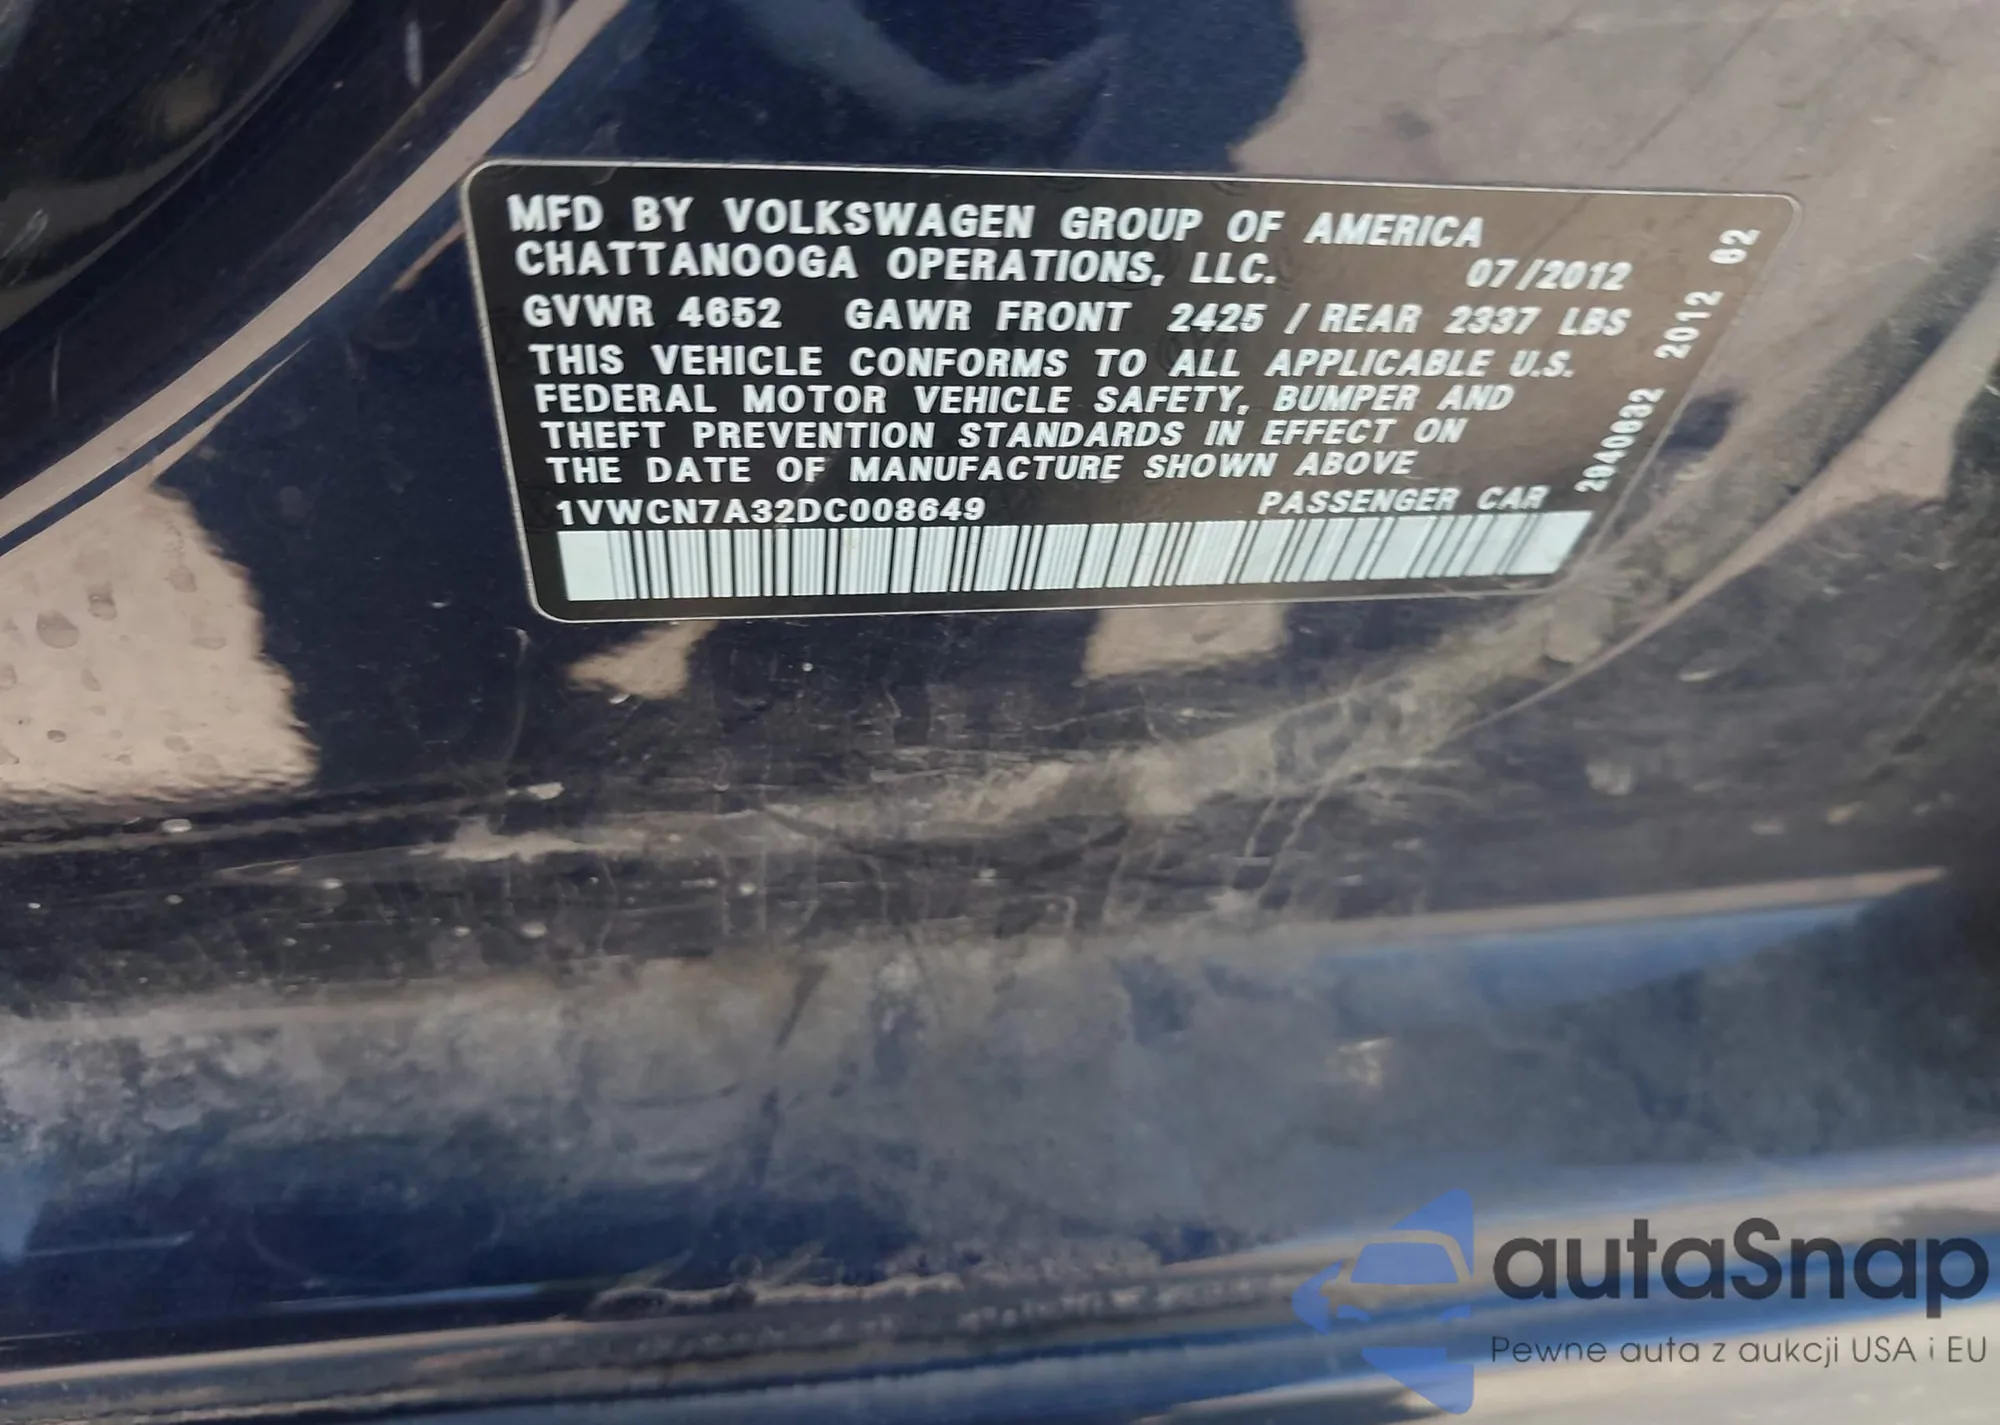 MFD BY VOLKSWAGEN GROUP OF AMERICA
CHATTANOOGA OPERATIONS, LLC. 07/2012
GVWR 4652 GAWR FRONT 2425 / REAR 2337 LBS
THIS VEHICLE CONFORMS TO ALL APPLICABLE U.S.
FEDERAL MOTOR VEHICLE SAFETY, BUMPER AND
THEFT PREVENTION STANDARDS IN EFFECT ON
THE DATE OF MANUFACTURE SHOWN ABOVE
1VWCN7A32DC008649 PASSENGER CAR
2940632 2012 62
autaSnap
Pewne auta z aukcji USA i EU